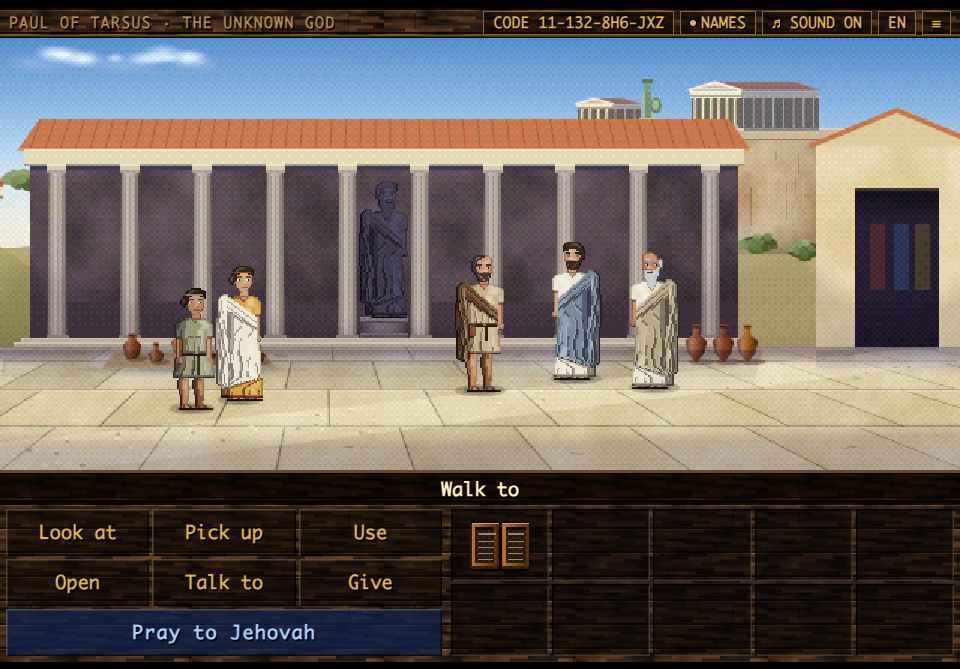 PAUL OF TARSUS · THE UNKNOWN GOD
CODE 11-132-8H6-JXZ
• NAMES
♬ SOUND ON
EN
≡
Walk to
Look at
Pick up
Use
Open
Talk to
Give
Pray to Jehovah